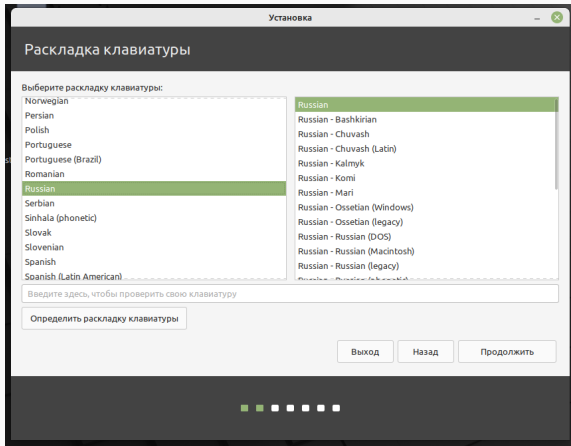 Установка
Раскладка клавиатуры
Выберите раскладку клавиатуры:
Norwegian
Persian
Polish
Portuguese
Portuguese (Brazil)
Romanian
Russian
Serbian
Sinhala (phonetic)
Slovak
Slovenian
Spanish
Spanish (Latin American)
Russian
Russian - Bashkirian
Russian - Chuvash
Russian - Chuvash (Latin)
Russian - Kalmyk
Russian - Komi
Russian - Mari
Russian - Ossetian (Windows)
Russian - Ossetian (legacy)
Russian - Russian (DOS)
Russian - Russian (Macintosh)
Russian - Russian (legacy)
Введите здесь, чтобы проверить свою клавиатуру
Определить раскладку клавиатуры
Выход
Назад
Продолжить